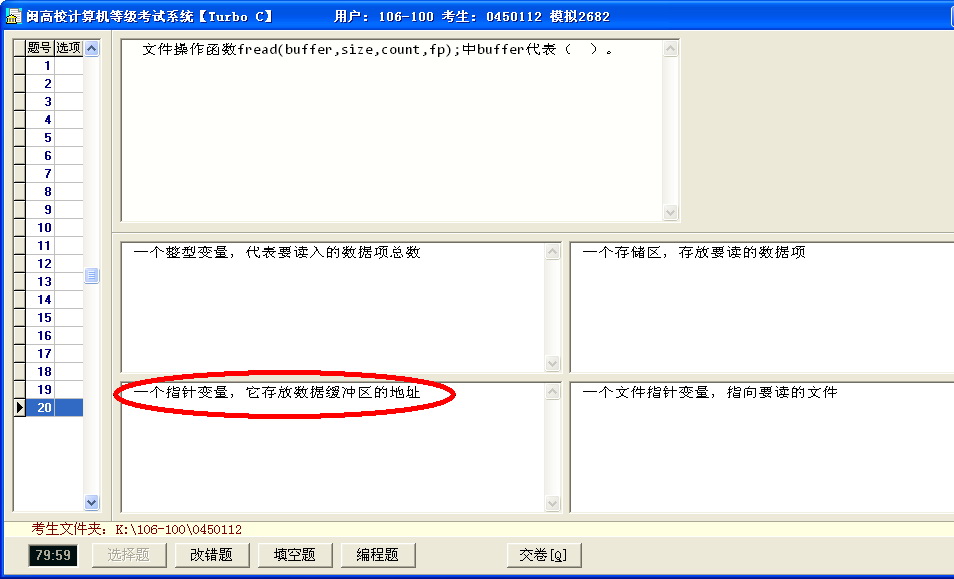 闽高校计算机等级考试系统【Turbo C】 用户: 106-100 考生: 0450112 模拟2682
题号 选项
1
2
3
4
5
6
7
8
9
10
11
12
13
14
15
16
17
18
19
20
文件操作函数fread(buffer,size,count,fp);中buffer代表（ ）。
一个整型变量，代表要读入的数据项总数
一个存储区，存放要读的数据项
一个指针变量，它存放数据缓冲区的地址
一个文件指针变量，指向要读的文件
考生文件夹: K:\106-100\0450112
79:59 选择题 改错题 填空题 编程题 交卷[Q]